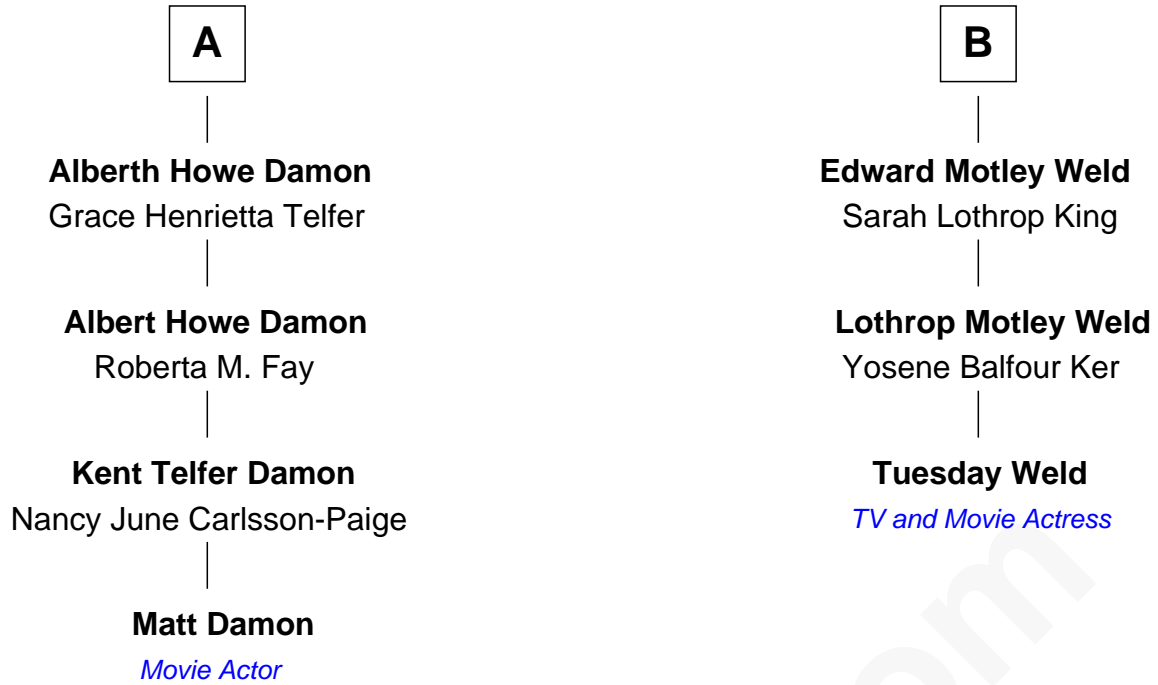 A
Alberth Howe Damon
Grace Henrietta Telfer
Albert Howe Damon
Roberta M. Fay
Kent Telfer Damon
Nancy June Carlsson-Paige
Matt Damon
Movie Actor
B
Edward Motley Weld
Sarah Lothrop King
Lothrop Motley Weld
Yosene Balfour Ker
Tuesday Weld
TV and Movie Actress
om